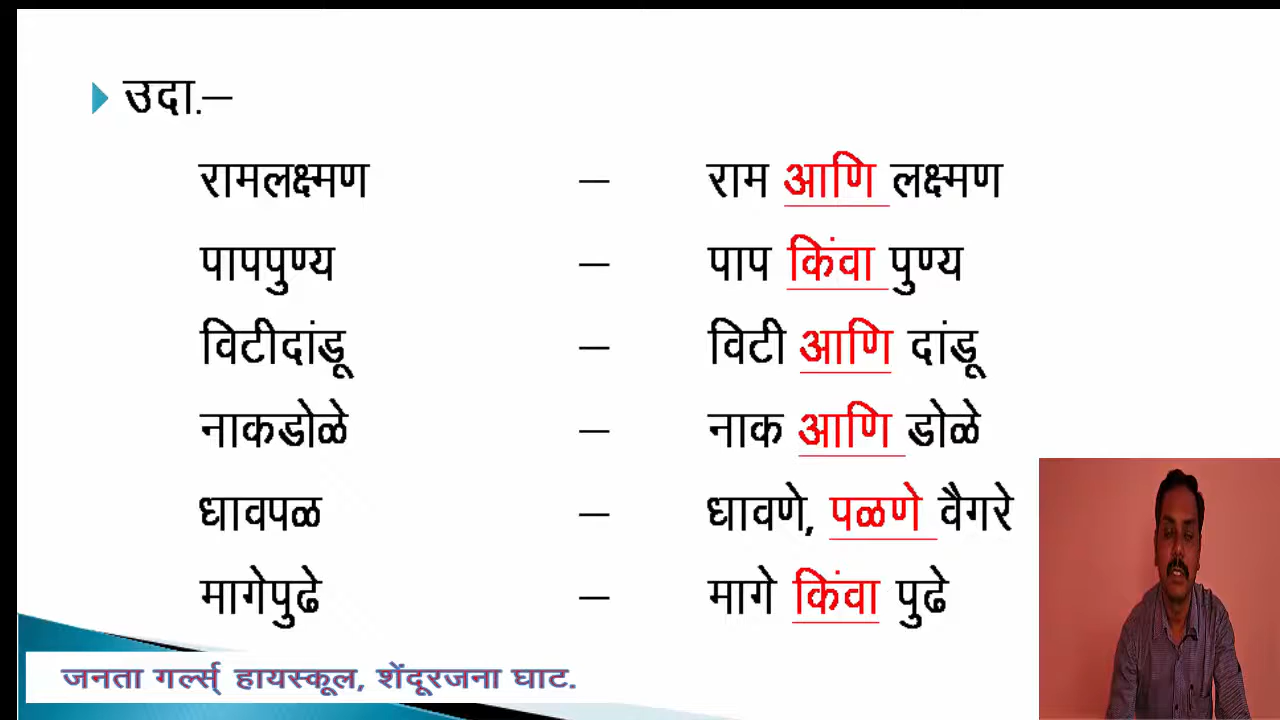 उदा.–
रामलक्ष्मण – राम आणि लक्ष्मण
पापपुण्य – पाप किंवा पुण्य
विटीदांडू – विटी आणि दांडू
नाकडोळे – नाक आणि डोळे
धावपळ – धावणे, पळणे वैगरे
मागेपुढे – मागे किंवा पुढे
जनता गर्ल्स् हायस्कूल, शेंदूरजना घाट.